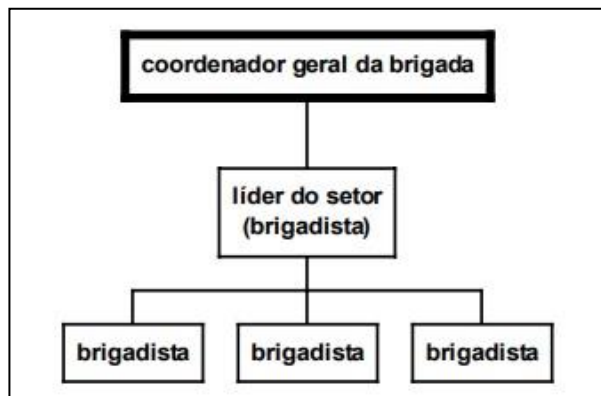 coordenador geral da brigada
líder do setor
(brigadista)
brigadista
brigadista
brigadista